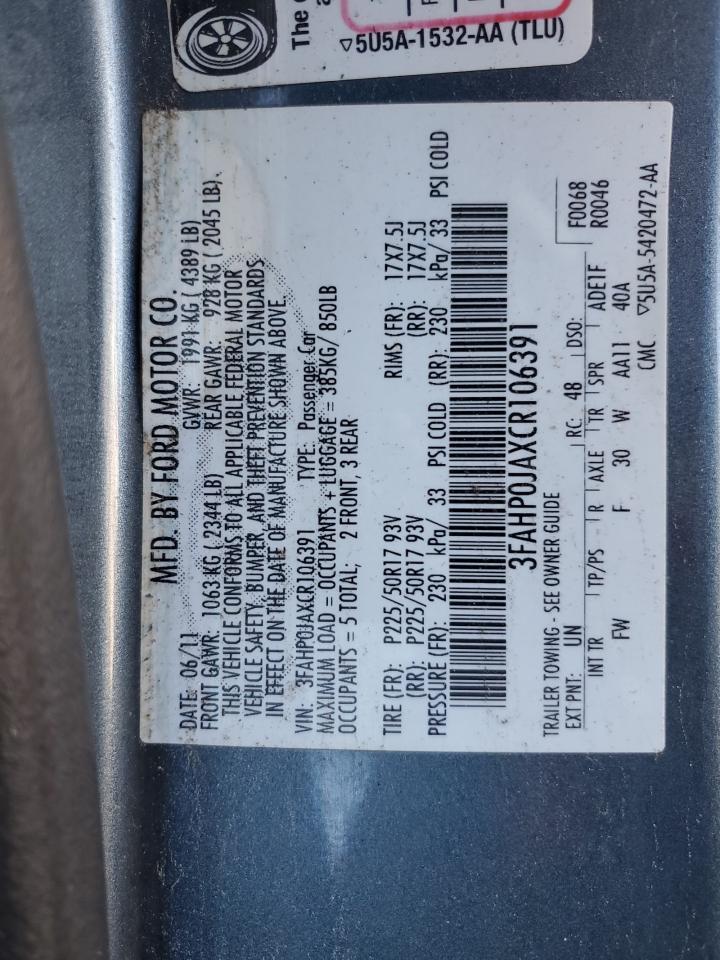 The
a
▽5U5A-1532-AA (TLU)
MFD. BY FORD MOTOR CO.
DATE: 06/11 GVWR: 1991 KG ( 4389 LB)
FRONT GAWR: 1063 KG ( 2344 LB) REAR GAWR: 928 KG ( 2045 LB).
THIS VEHICLE CONFORMS TO ALL APPLICABLE FEDERAL MOTOR
VEHICLE SAFETY, BUMPER, AND THEFT PREVENTION STANDARDS
IN EFFECT ON THE DATE OF MANUFACTURE SHOWN ABOVE.
VIN: 3FAHP0JAXCR106391 TYPE: Passenger Car
MAXIMUM LOAD = OCCUPANTS + LUGGAGE = 385KG/ 850LB
OCCUPANTS = 5 TOTAL; 2 FRONT, 3 REAR
TIRE (FR): P225/50R17 93V RIMS (FR): 17X7.5J
(RR): P225/50R17 93V (RR): 17X7.5J
PRESSURE (FR): 230 kPa/ 33 PSI COLD (RR): 230 kPa/ 33 PSI COLD
3FAHP0JAXCR106391
TRAILER TOWING - SEE OWNER GUIDE F0068
EXT PNT: UN RC: 48 DSO: R0046
INT TR TP/PS R AXLE TR SPR ADE1F
FW F 30 W AA11 40A
CMC ▽5U5A-5420472-AA